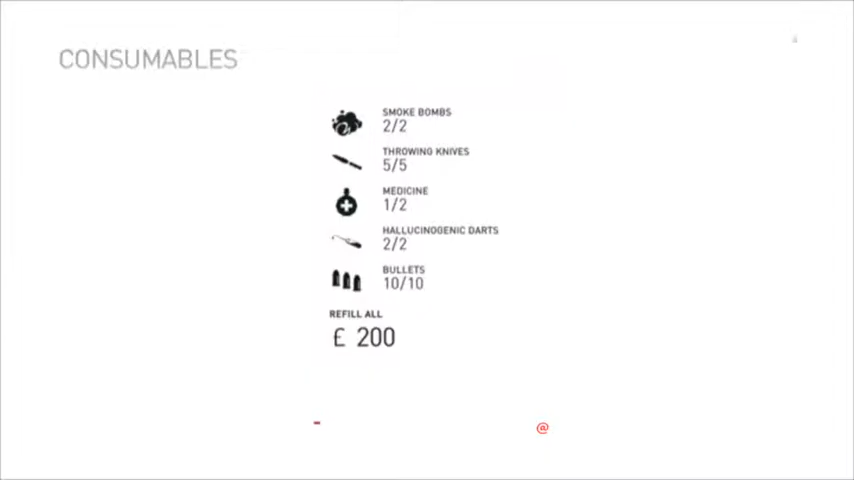 CONSUMABLES
SMOKE BOMBS
2/2
THROWING KNIVES
5/5
MEDICINE
1/2
HALLUCINOGENIC DARTS
2/2
BULLETS
10/10
REFILL ALL
£ 200
@